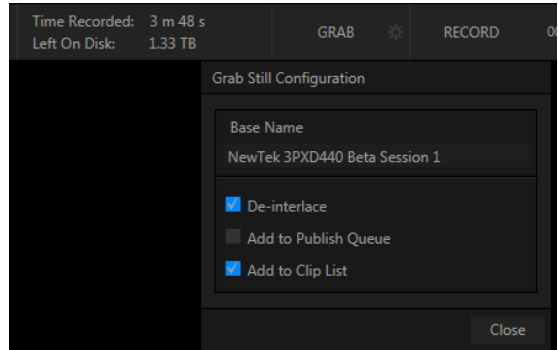 Time Recorded: 3 m 48 s
Left On Disk: 1.33 TB
GRAB
RECORD
00
Grab Still Configuration
Base Name
NewTek 3PXD440 Beta Session 1
De-interlace
Add to Publish Queue
Add to Clip List
Close